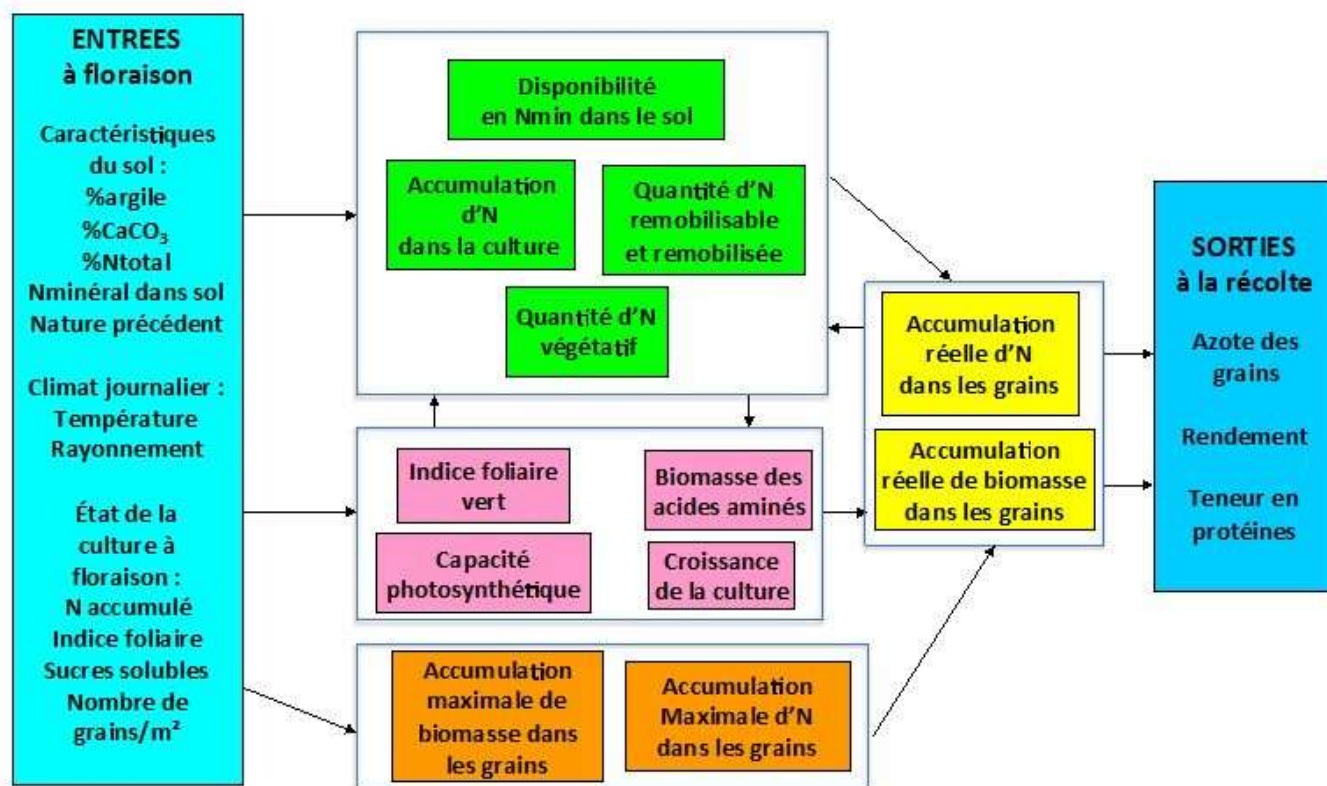 ENTREES
à floraison
Caractéristiques
du sol :
%argile
%CaCO₃
%Ntotal
Nminéral dans sol
Nature précédent
Climat journalier :
Température
Rayonnement
État de la
culture à
floraison :
N accumulé
Indice foliaire
Sucres solubles
Nombre de
grains/m²
Disponibilité
en Nmin dans le sol
Accumulation
d'N
dans la culture
Quantité d'N
remobilisable
et remobilisée
Quantité d'N
végétatif
Indice foliaire
vert
Biomasse des
acides aminés
Capacité
photosynthétique
Croissance
de la culture
Accumulation
maximale de
biomasse dans
les grains
Accumulation
Maximale d'N
dans les grains
Accumulation
réelle d'N
dans les grains
Accumulation
réelle de biomasse
dans les grains
SORTIES
à la récolte
Azote des
grains
Rendement
Teneur en
protéines